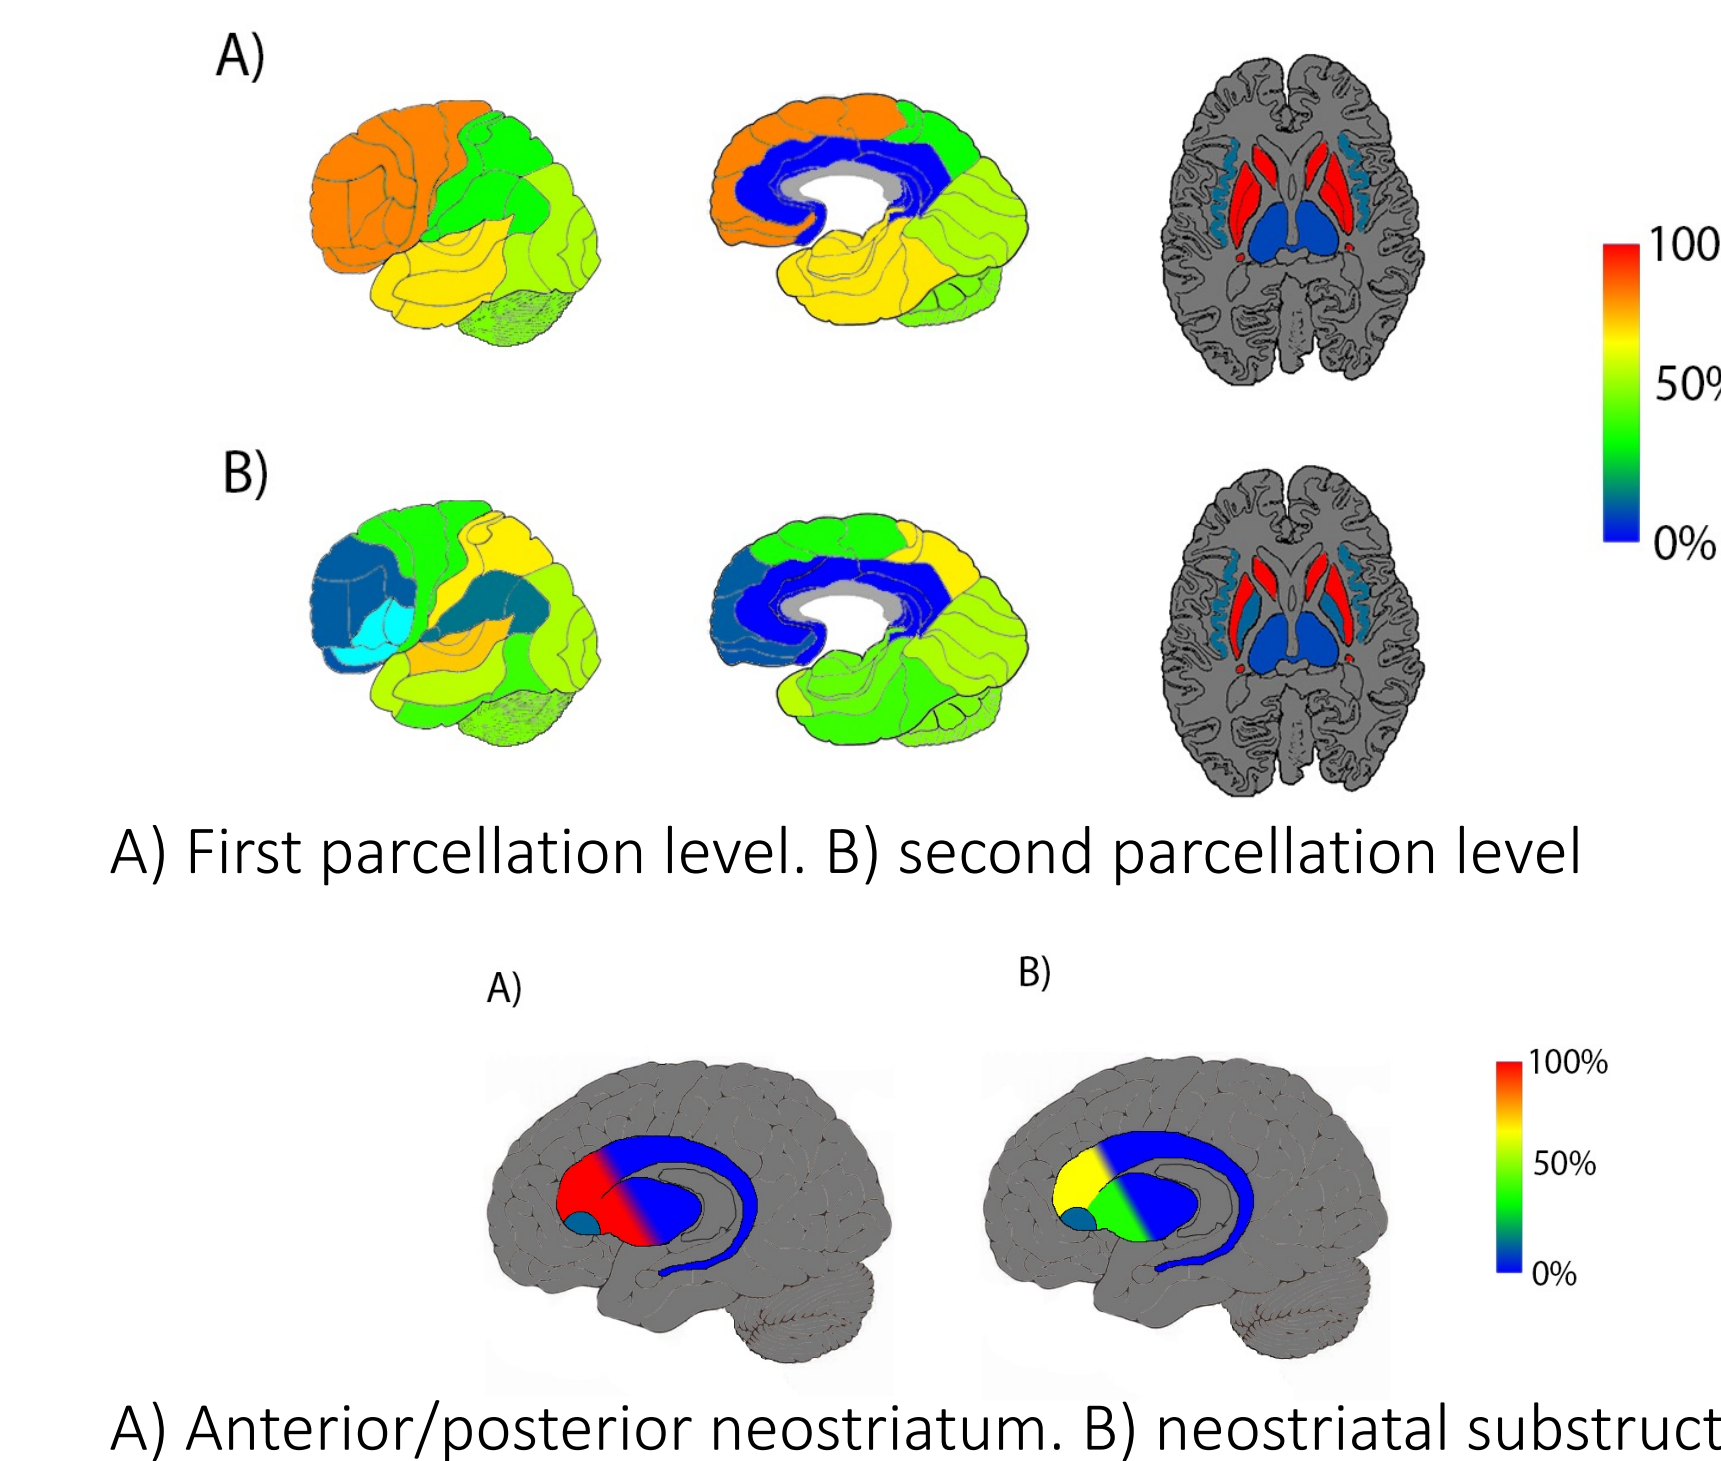 A)
100
50%
0%
B)
A) First parcellation level. B) second parcellation level
A)
B)
100%
50%
0%
A) Anterior/posterior neostriatum. B) neostriatal substruct